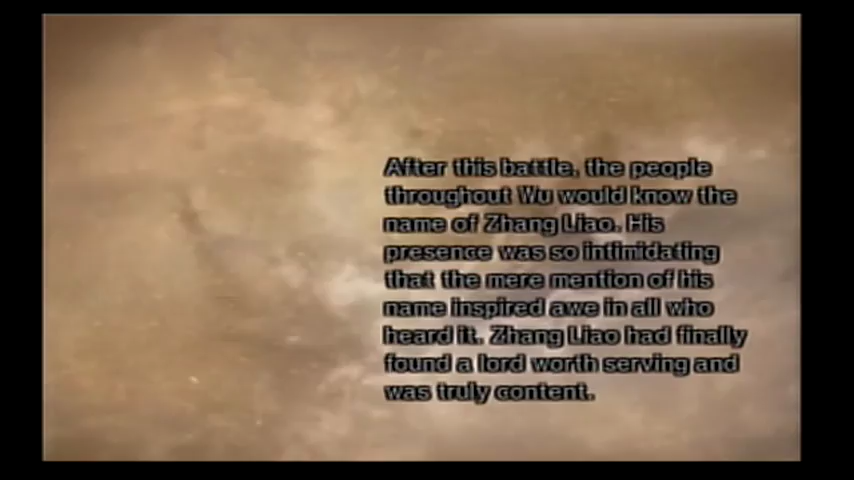 After this battle, the people
throughout Wu would know the
name of Zhang Liao. His
presence was so intimidating
that the mere mention of his
name inspired awe in all who
heard it. Zhang Liao had finally
found a lord worth serving and
was truly content.